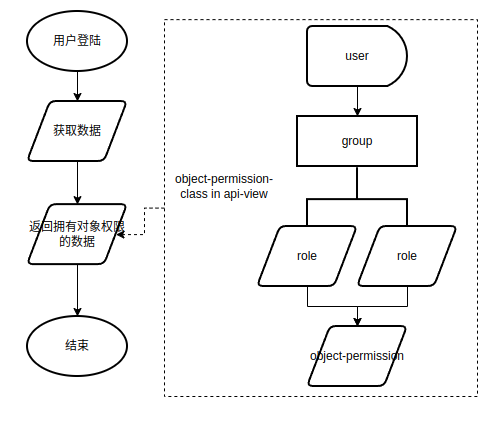 用户登陆
获取数据
返回拥有对象权限
的数据
结束
object-permission-
class in api-view
user
group
role
role
object-permission